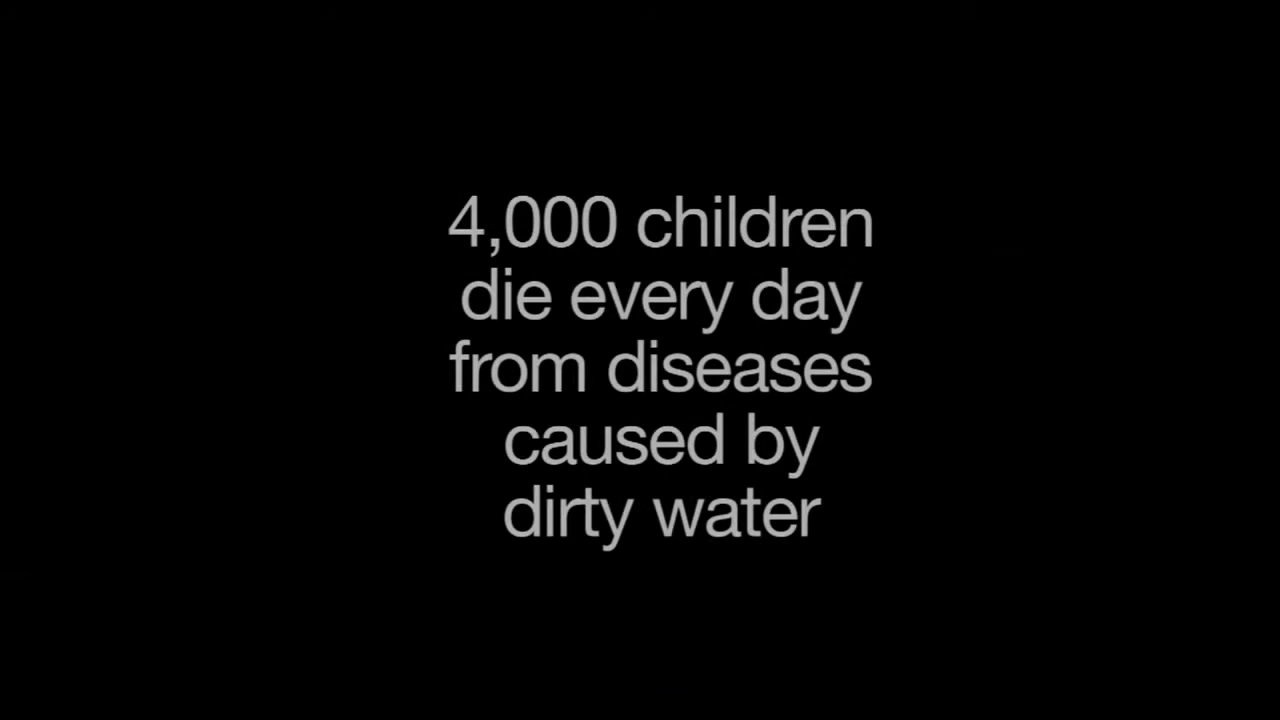 4,000 children
die every day
from diseases
caused by
dirty water